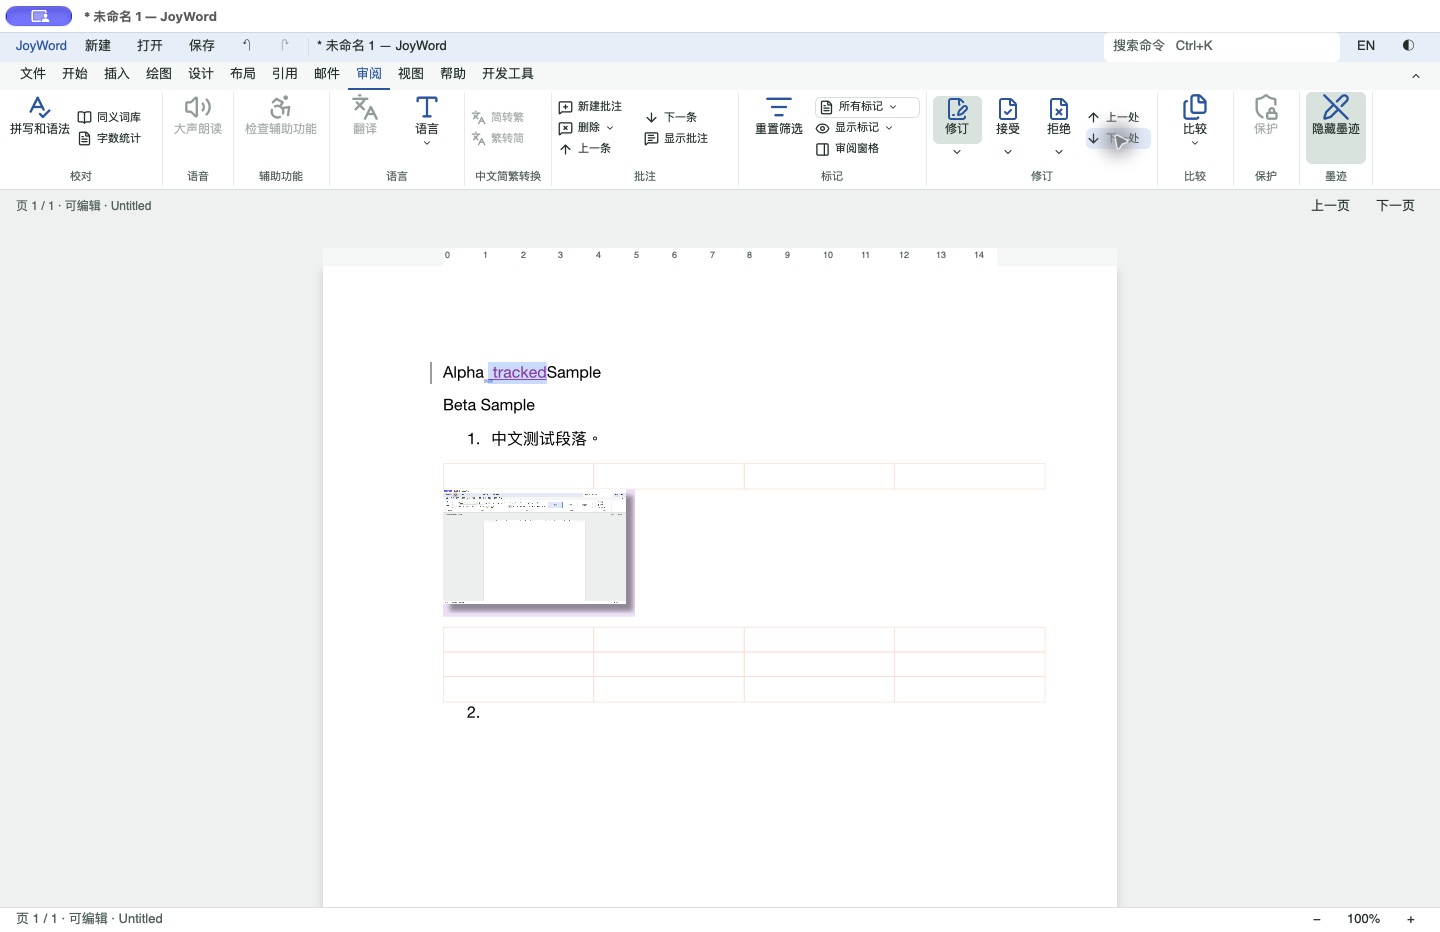 * 未命名 1 — JoyWord
JoyWord 新建 打开 保存 * 未命名 1 — JoyWord 搜索命令 Ctrl+K EN
文件 开始 插入 绘图 设计 布局 引用 邮件 审阅 视图 帮助 开发工具
拼写和语法 同义词库 字数统计 校对
大声朗读 语音
检查辅助功能 辅助功能
翻译 语言 语言
简转繁 繁转简 中文简繁转换
新建批注 删除 上一条 下一条 显示批注 批注
重置筛选 所有标记 显示标记 审阅窗格 标记
修订 接受 拒绝 上一处 下一处 修订
比较 比较
保护 保护
隐藏墨迹 墨迹
页 1 / 1 · 可编辑 · Untitled 上一页 下一页
0 1 2 3 4 5 6 7 8 9 10 11 12 13 14
Alpha trackedSample
Beta Sample
1. 中文测试段落。
2.
页 1 / 1 · 可编辑 · Untitled − 100% +